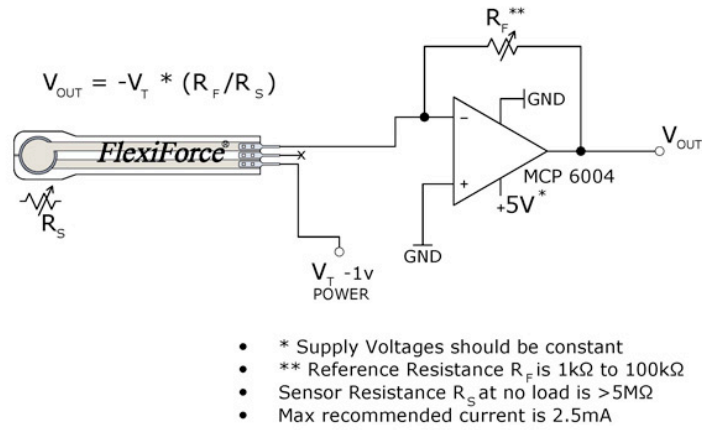 R_F **
V_OUT = -V_T * (R_F/R_S)
GND
FlexiForce®
V_OUT
MCP 6004
+5V*
R_S
GND
V_T -1v
POWER
• * Supply Voltages should be constant
• ** Reference Resistance R_F is 1kΩ to 100kΩ
• Sensor Resistance R_S at no load is >5MΩ
• Max recommended current is 2.5mA